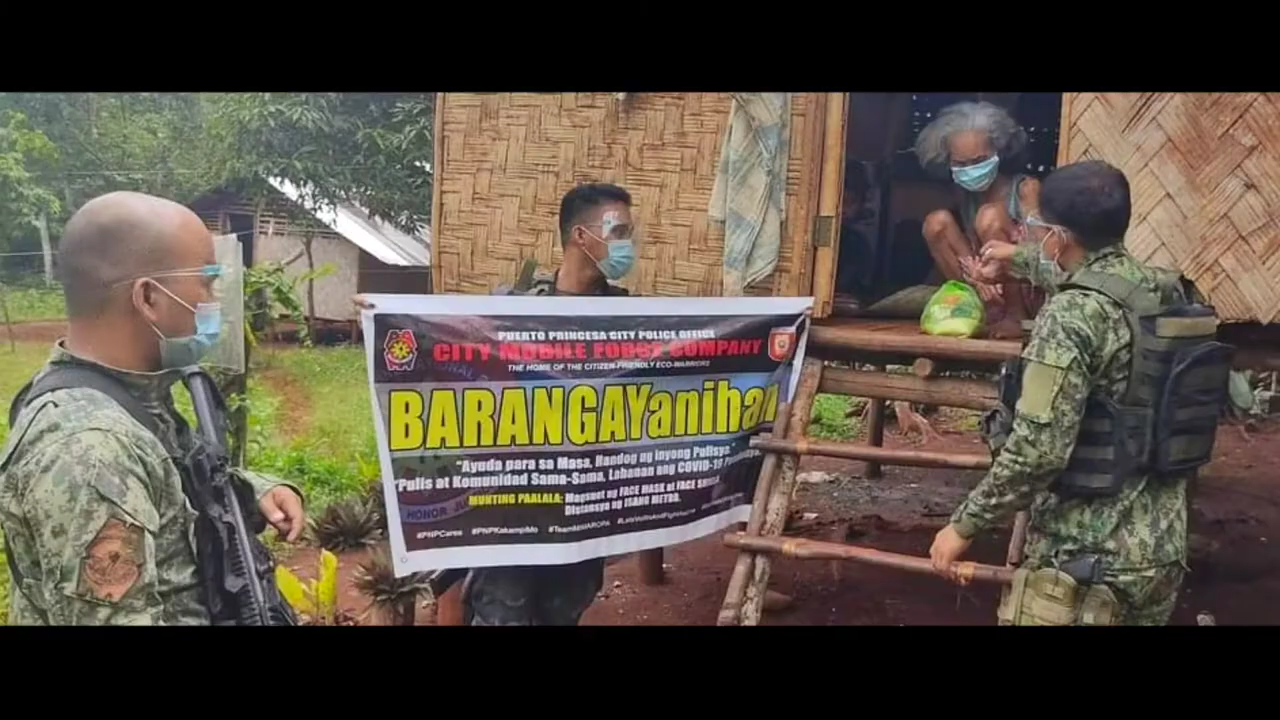 PUERTO PRINCESA CITY POLICE OFFICE
CITY MOBILE FORCE COMPANY
THE HOME OF THE CITIZEN-FRIENDLY ECO-WARRIORS
BARANGAYanihan
"Ayuda para sa Masa, Handog ng inyong Pulisya."
"Pulis at Komunidad Sama-Sama, Labanan ang COVID-19
MUNTING PAALALA: Magsuot ng FACE MASK at FACE SHIELD
Distansya ng ISANG METRO.
#PNPCares #PNPKakampiMo
HONOR